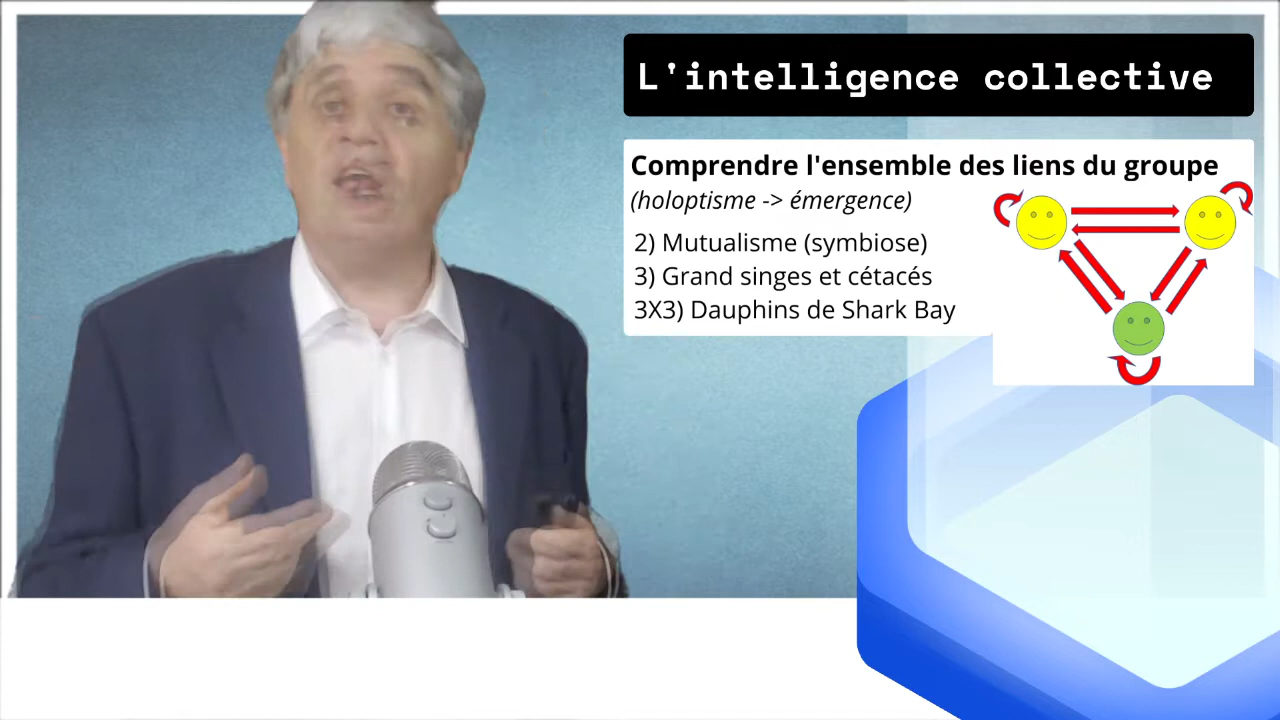 L'intelligence collective
Comprendre l'ensemble des liens du groupe
(holoptisme -> émergence)
2) Mutualisme (symbiose)
3) Grand singes et cétacés
3X3) Dauphins de Shark Bay